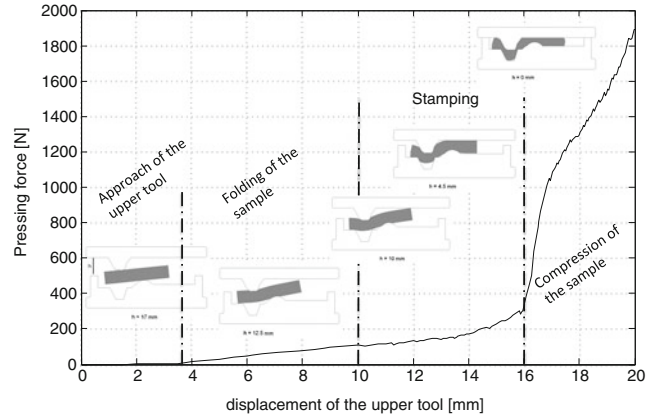 2000
1800
1600
1400
1200
1000
800
600
400
200
0
Pressing force [N]
0 2 4 6 8 10 12 14 16 18 20
displacement of the upper tool [mm]
Approach of the
upper tool
Folding of the
sample
Stamping
Compression of
the sample
h = 17 mm
h = 12.5 mm
h = 10 mm
h = 4.5 mm
h = 0 mm